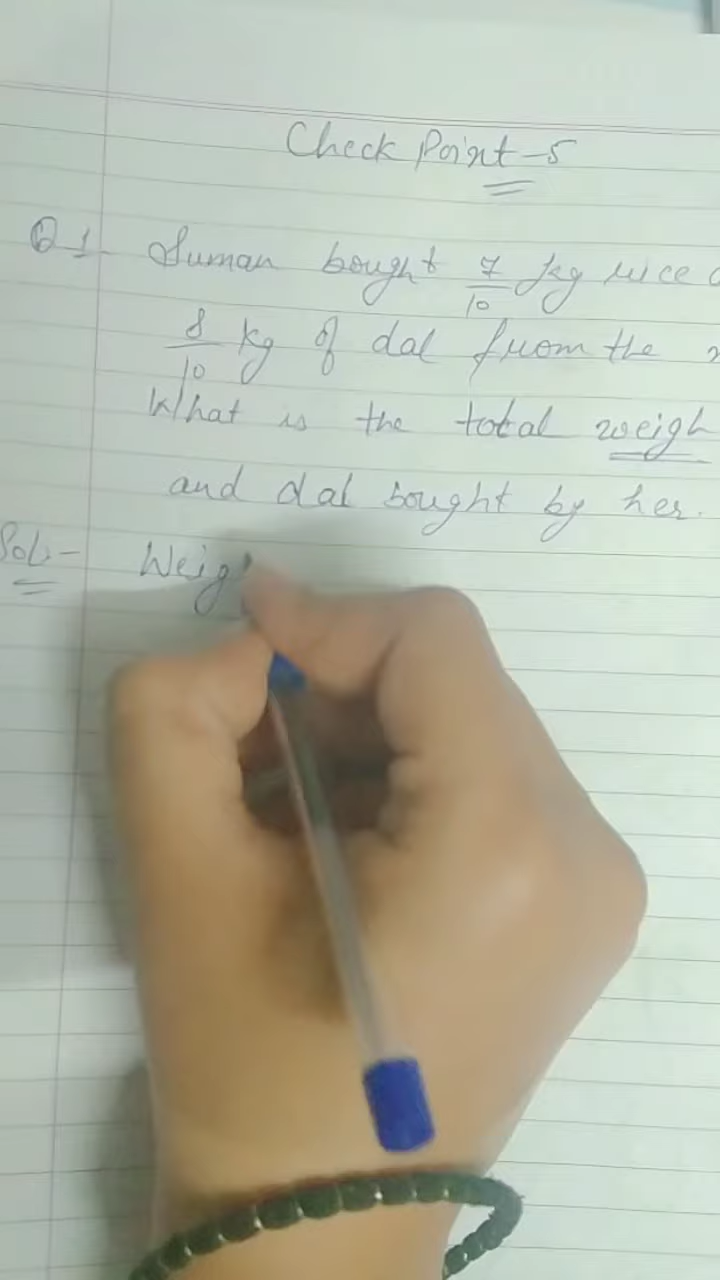 Check Point-5
Q1 Suman bought 7/10 kg rice
8/10 kg of dal from the
What is the total weigh
and dal bought by her.
Sol:- Weig